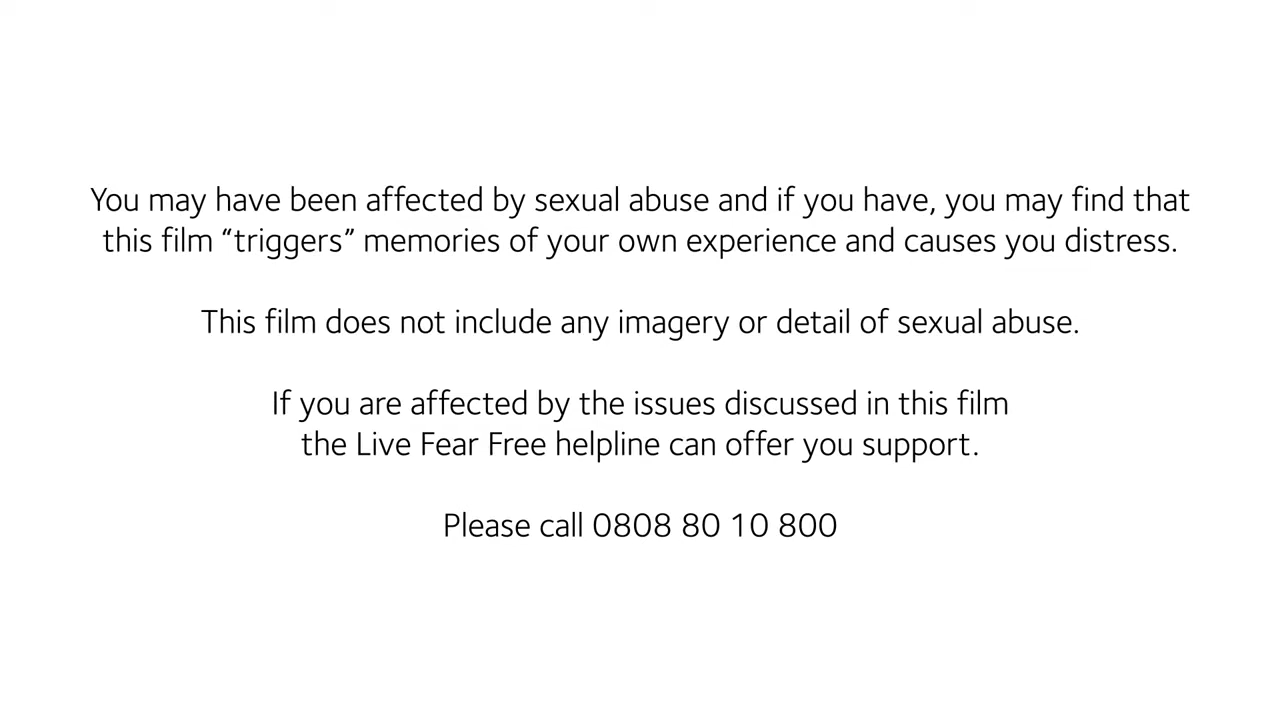 You may have been affected by sexual abuse and if you have, you may find that
this film “triggers” memories of your own experience and causes you distress.
This film does not include any imagery or detail of sexual abuse.
If you are affected by the issues discussed in this film
the Live Fear Free helpline can offer you support.
Please call 0808 80 10 800